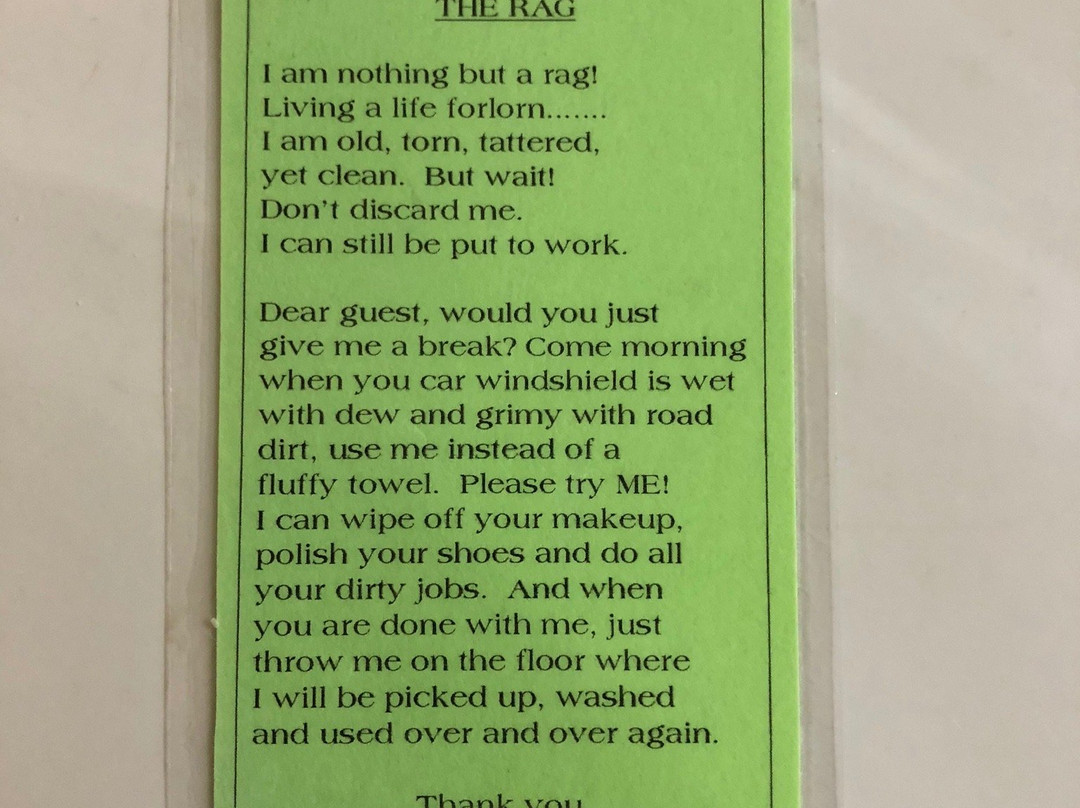 THE RAG
I am nothing but a rag!
Living a life forlorn.......
I am old, torn, tattered,
yet clean.  But wait!
Don't discard me.
I can still be put to work.
Dear guest, would you just
give me a break? Come morning
when you car windshield is wet
with dew and grimy with road
dirt, use me instead of a
fluffy towel.  Please try ME!
I can wipe off your makeup,
polish your shoes and do all
your dirty jobs.  And when
you are done with me, just
throw me on the floor where
I will be picked up, washed
and used over and over again.
Thank you